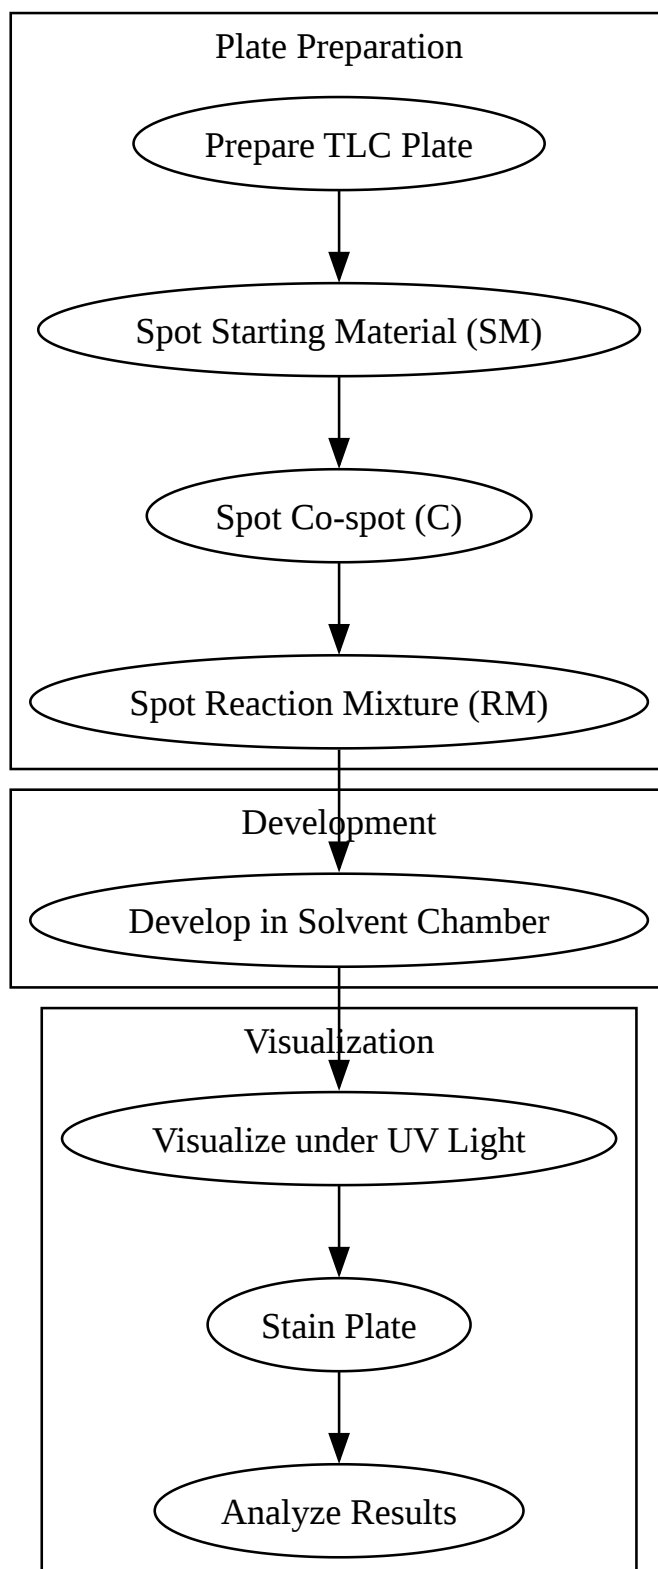 Plate Preparation
Prepare TLC Plate
Spot Starting Material (SM)
Spot Co-spot (C)
Spot Reaction Mixture (RM)
Development
Develop in Solvent Chamber
Visualization
Visualize under UV Light
Stain Plate
Analyze Results